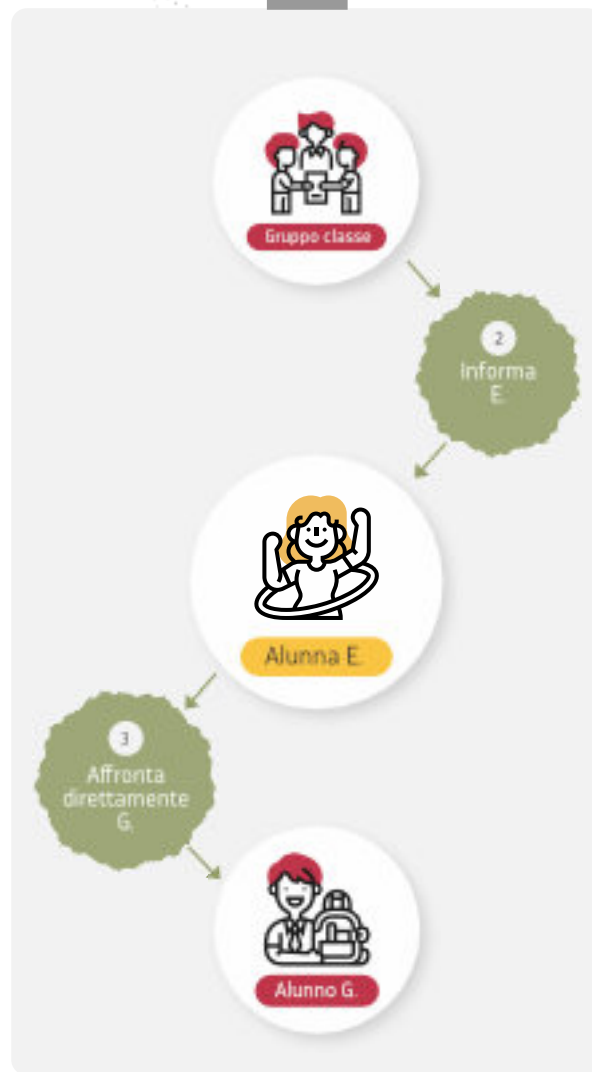 Gruppo classe
2
Informa
E.
Alunna E.
3
Affronta
direttamente
G.
Alunno G.